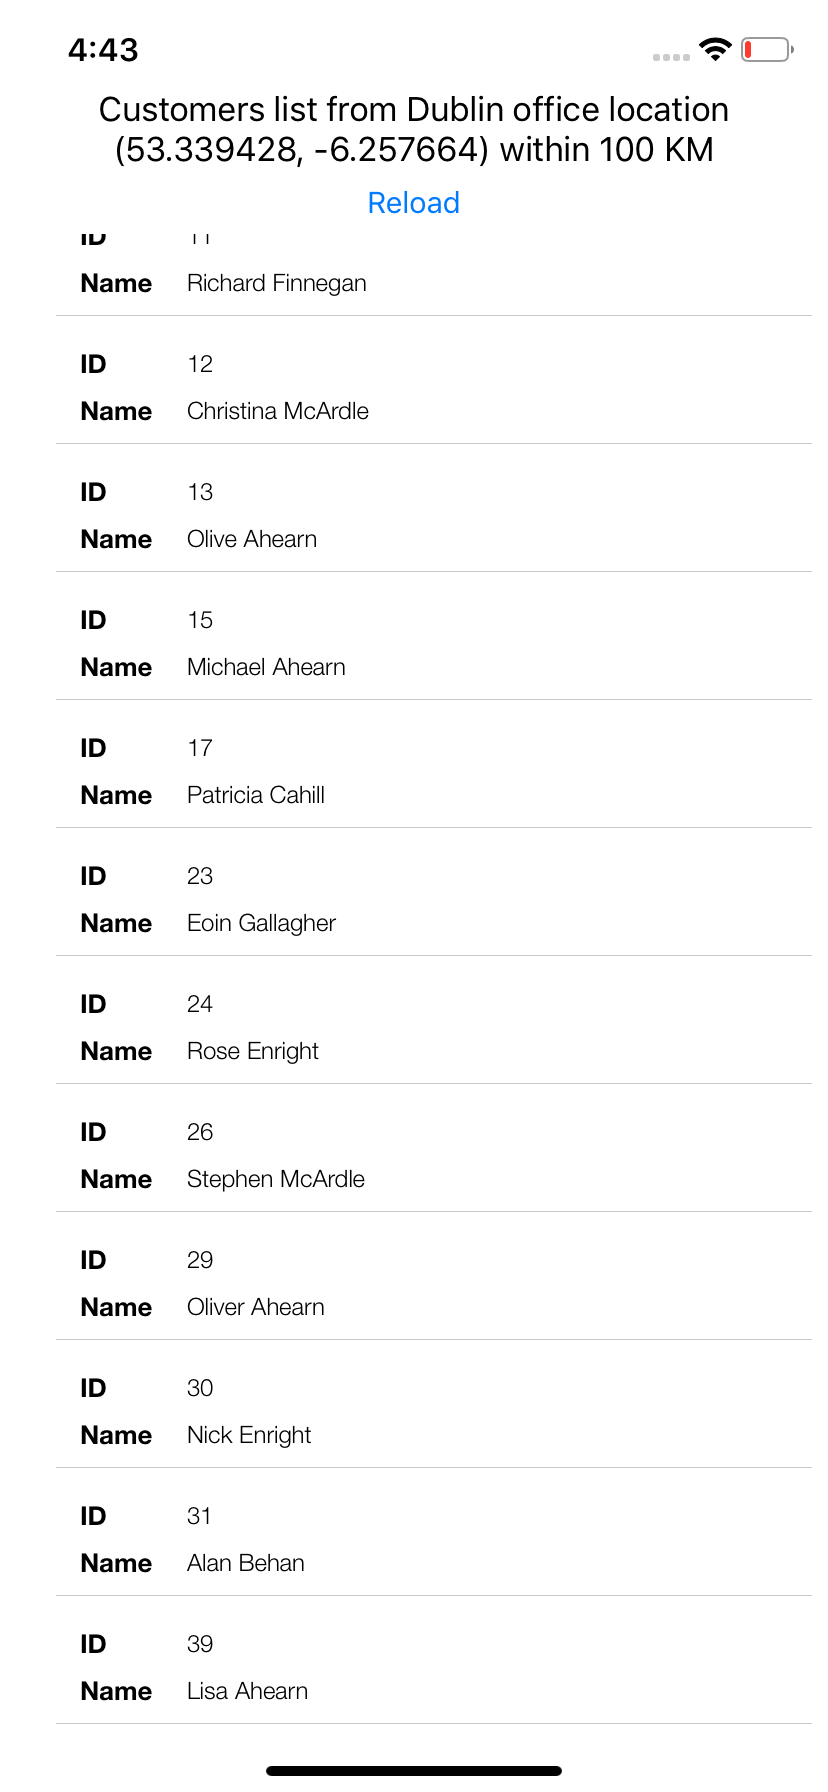 4:43
Customers list from Dublin office location
(53.339428, -6.257664) within 100 KM
Reload
ID 11
Name Richard Finnegan
ID 12
Name Christina McArdle
ID 13
Name Olive Ahearn
ID 15
Name Michael Ahearn
ID 17
Name Patricia Cahill
ID 23
Name Eoin Gallagher
ID 24
Name Rose Enright
ID 26
Name Stephen McArdle
ID 29
Name Oliver Ahearn
ID 30
Name Nick Enright
ID 31
Name Alan Behan
ID 39
Name Lisa Ahearn